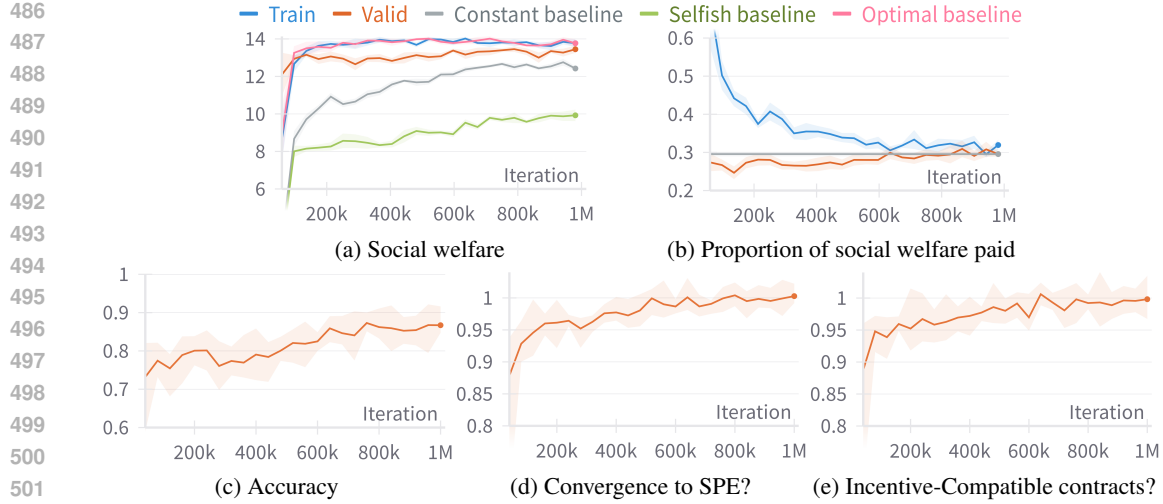 486
487
488
489
490
491
492
493
494
495
496
497
498
499
500
501
Train Valid Constant baseline Selfish baseline Optimal baseline
14
12
10
8
6
Iteration
200k 400k 600k 800k 1M
(a) Social welfare
0.6
0.5
0.4
0.3
0.2
Iteration
200k 400k 600k 800k 1M
(b) Proportion of social welfare paid
1
0.9
0.8
0.7
0.6
Iteration
200k 400k 600k 800k 1M
(c) Accuracy
1
0.95
0.9
0.85
0.8
Iteration
200k 400k 600k 800k 1M
(d) Convergence to SPE?
1
0.95
0.9
0.85
0.8
Iteration
200k 400k 600k 800k 1M
(e) Incentive-Compatible contracts?